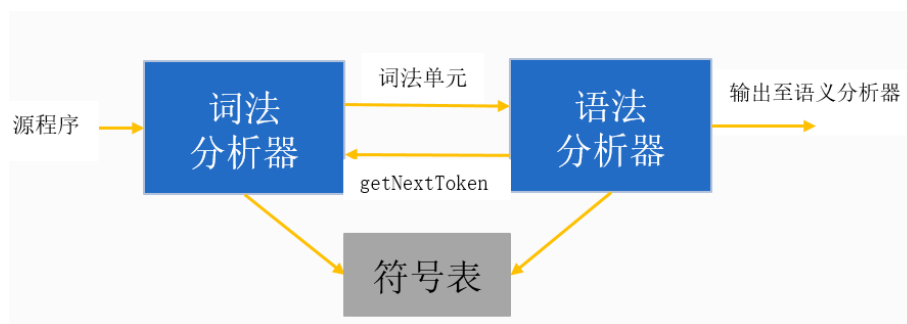 源程序
词法
分析器
词法单元
getNextToken
语法
分析器
输出至语义分析器
符号表